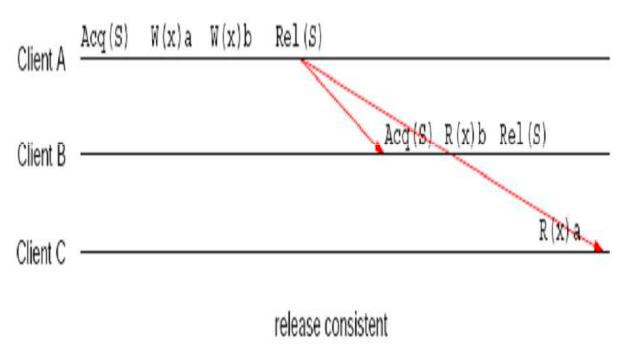 Acq(S) W(x)a W(x)b Rel(S)
Client A
Acq(S) R(x)b Rel(S)
Client B
R(x)a
Client C
release consistent